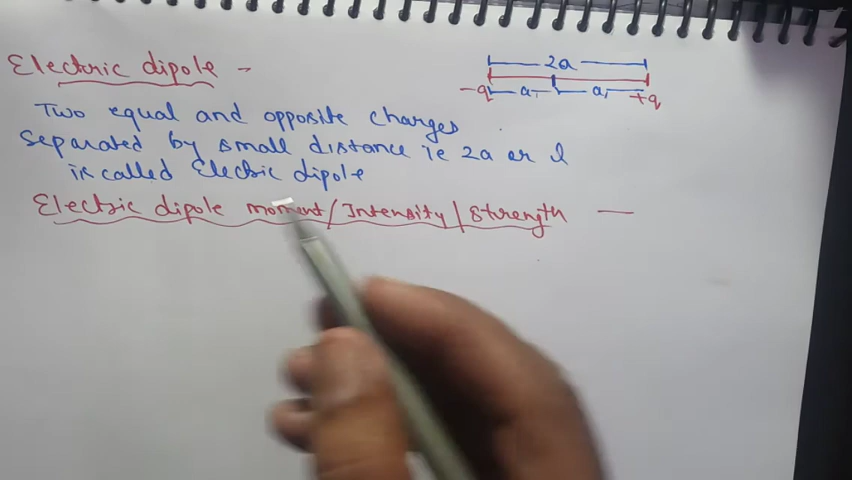 Electric dipole -
2a
-q a, a, +q
Two equal and opposite charges
separated by small distance ie 2a or l
is called Electric dipole
Electric dipole moment/Intensity/Strength —